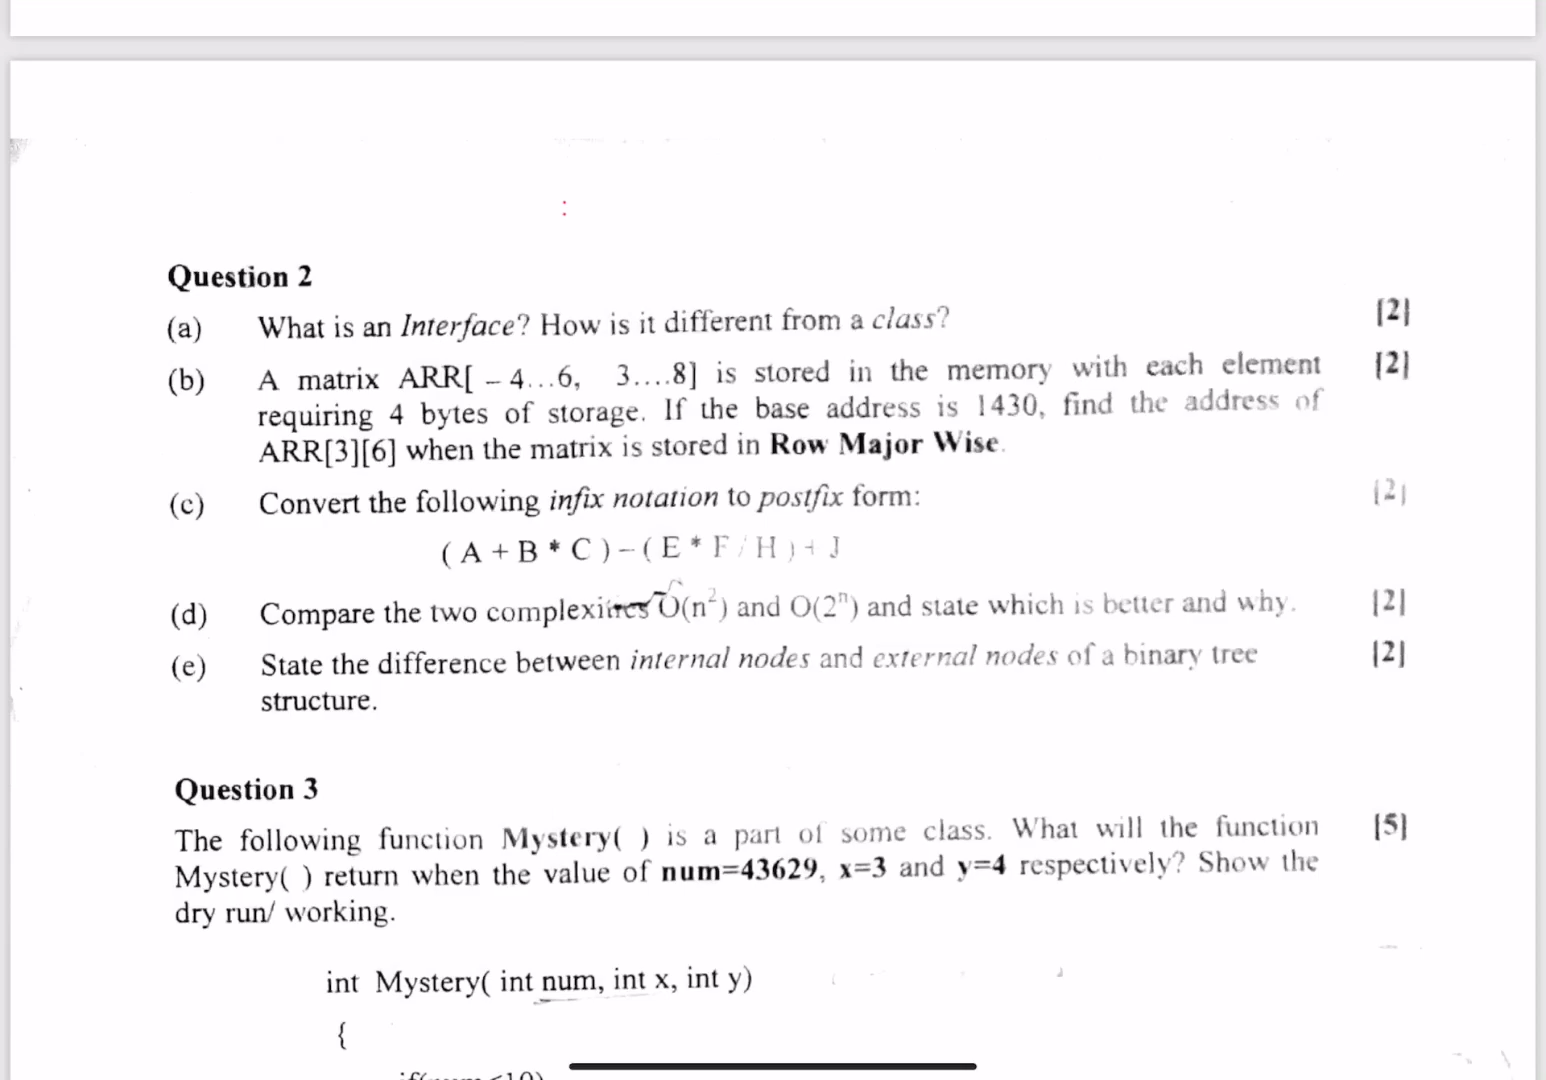 Question 2
(a) What is an Interface? How is it different from a class? [2]
(b) A matrix ARR[ – 4...6, 3....8] is stored in the memory with each element [2]
requiring 4 bytes of storage. If the base address is 1430, find the address of
ARR[3][6] when the matrix is stored in Row Major Wise.
(c) Convert the following infix notation to postfix form: [2]
( A + B * C ) – ( E * F / H ) + J
(d) Compare the two complexities O(n²) and O(2ⁿ) and state which is better and why. [2]
(e) State the difference between internal nodes and external nodes of a binary tree [2]
structure.
Question 3
The following function Mystery( ) is a part of some class. What will the function [5]
Mystery( ) return when the value of num=43629, x=3 and y=4 respectively? Show the
dry run/ working.
int Mystery( int num, int x, int y)
{